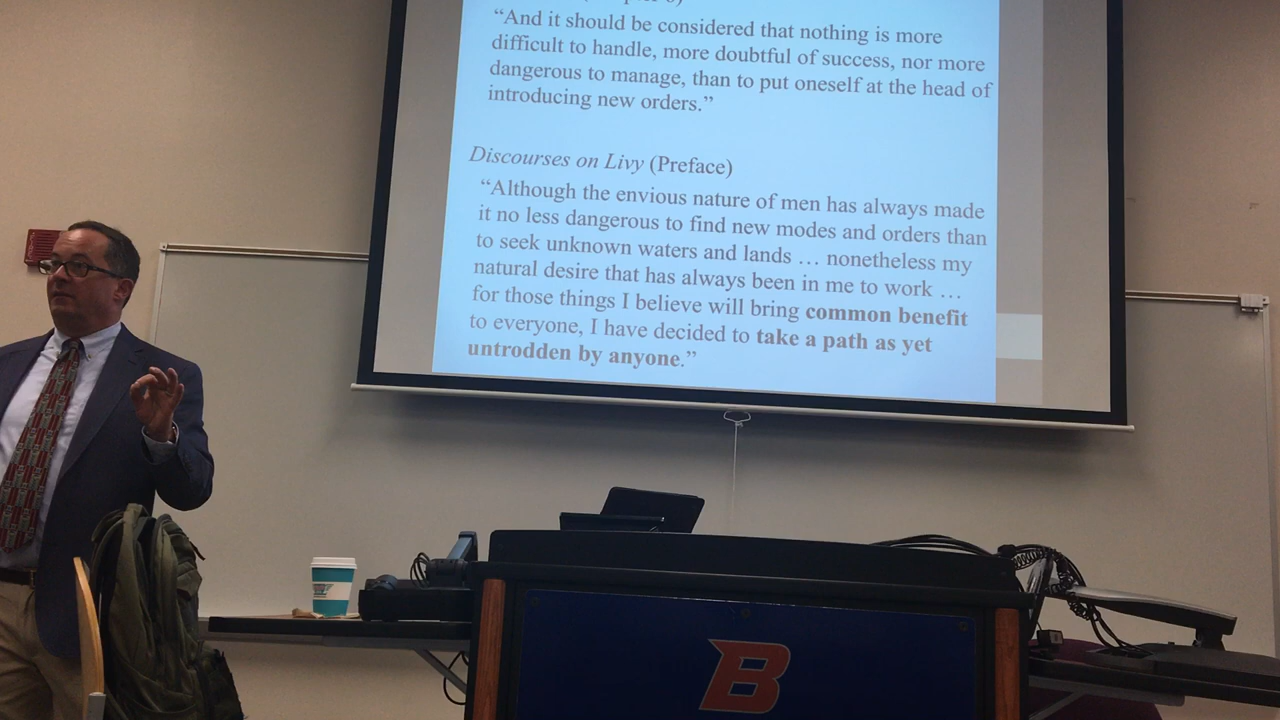 “And it should be considered that nothing is more
difficult to handle, more doubtful of success, nor more
dangerous to manage, than to put oneself at the head of
introducing new orders.”
Discourses on Livy (Preface)
“Although the envious nature of men has always made
it no less dangerous to find new modes and orders than
to seek unknown waters and lands … nonetheless my
natural desire that has always been in me to work …
for those things I believe will bring common benefit
to everyone, I have decided to take a path as yet
untrodden by anyone.”
B